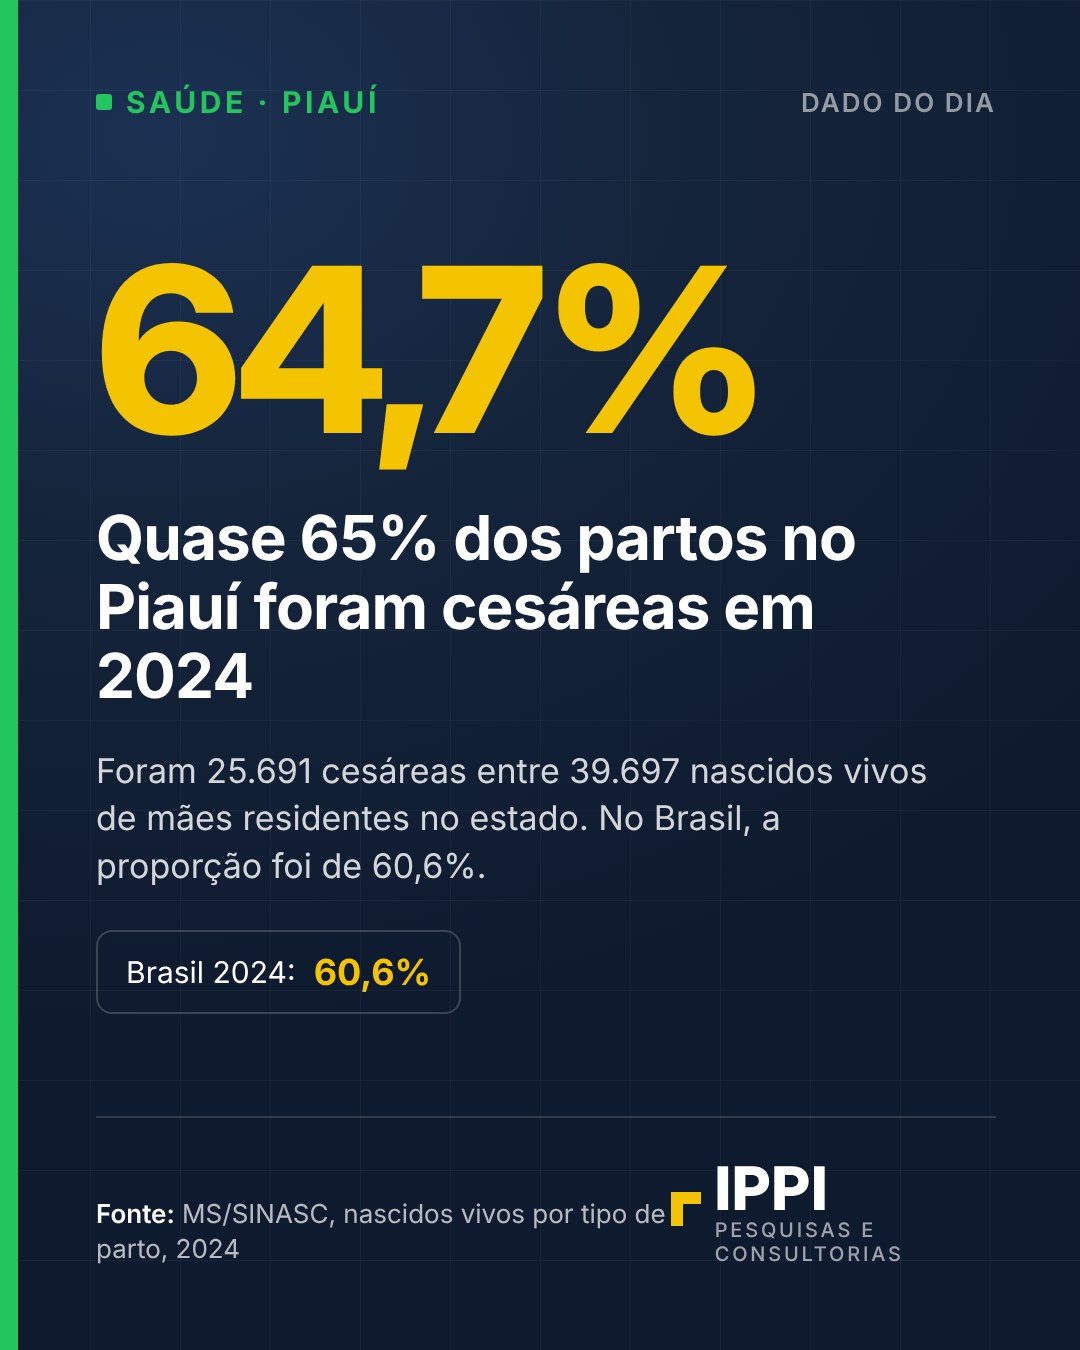 SAÚDE · PIAUÍ
DADO DO DIA
64,7%
Quase 65% dos partos no
Piauí foram cesáreas em
2024
Foram 25.691 cesáreas entre 39.697 nascidos vivos
de mães residentes no estado. No Brasil, a
proporção foi de 60,6%.
Brasil 2024: 60,6%
Fonte: MS/SINASC, nascidos vivos por tipo de
parto, 2024
IPPI
PESQUISAS E
CONSULTORIAS